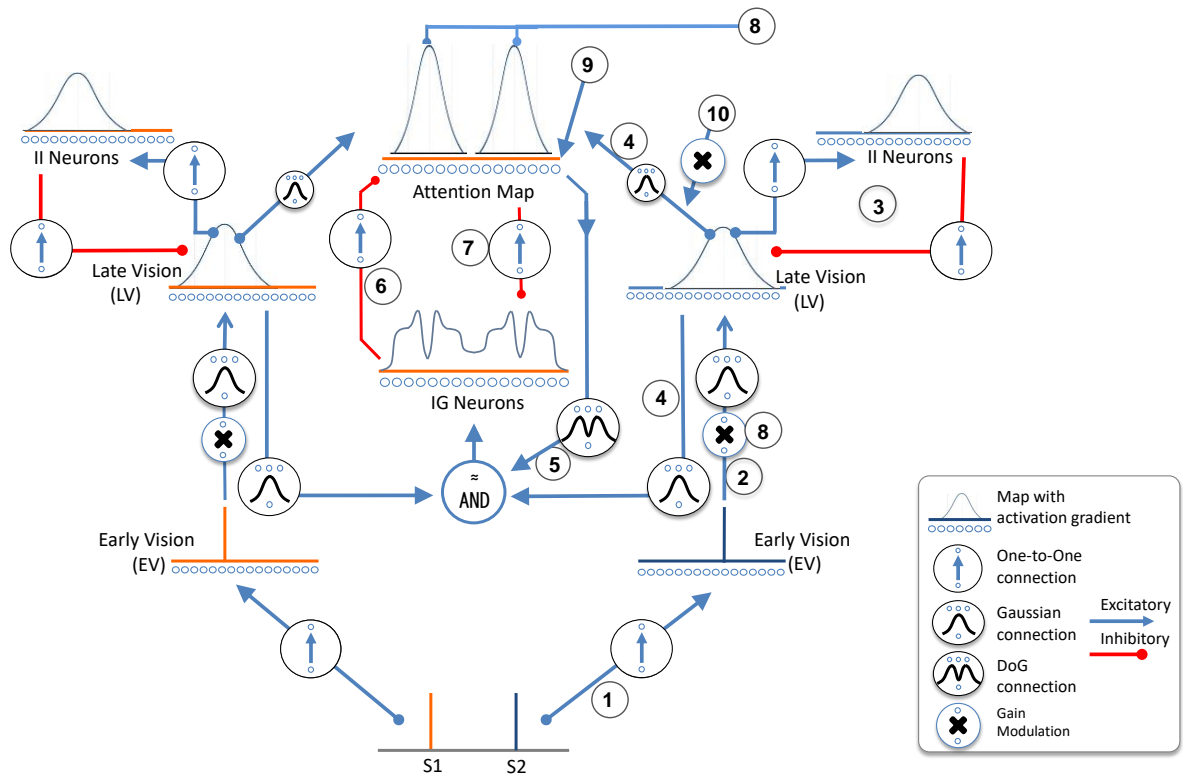 8
9
10
4
II Neurons
II Neurons
Attention Map
3
7
6
Late Vision
(LV)
Late Vision
(LV)
IG Neurons
4
8
5
2
≈
AND
Early Vision
(EV)
Early Vision
(EV)
1
S1
S2
Map with
activation gradient
One-to-One
connection
Gaussian
connection
Excitatory
Inhibitory
DoG
connection
Gain
Modulation